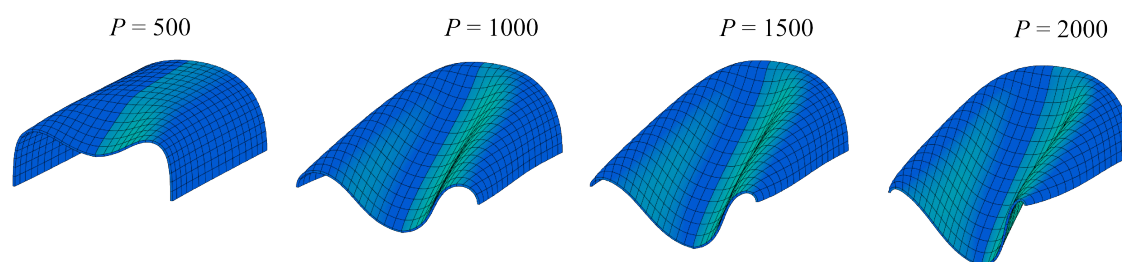 P = 500
P = 1000
P = 1500
P = 2000